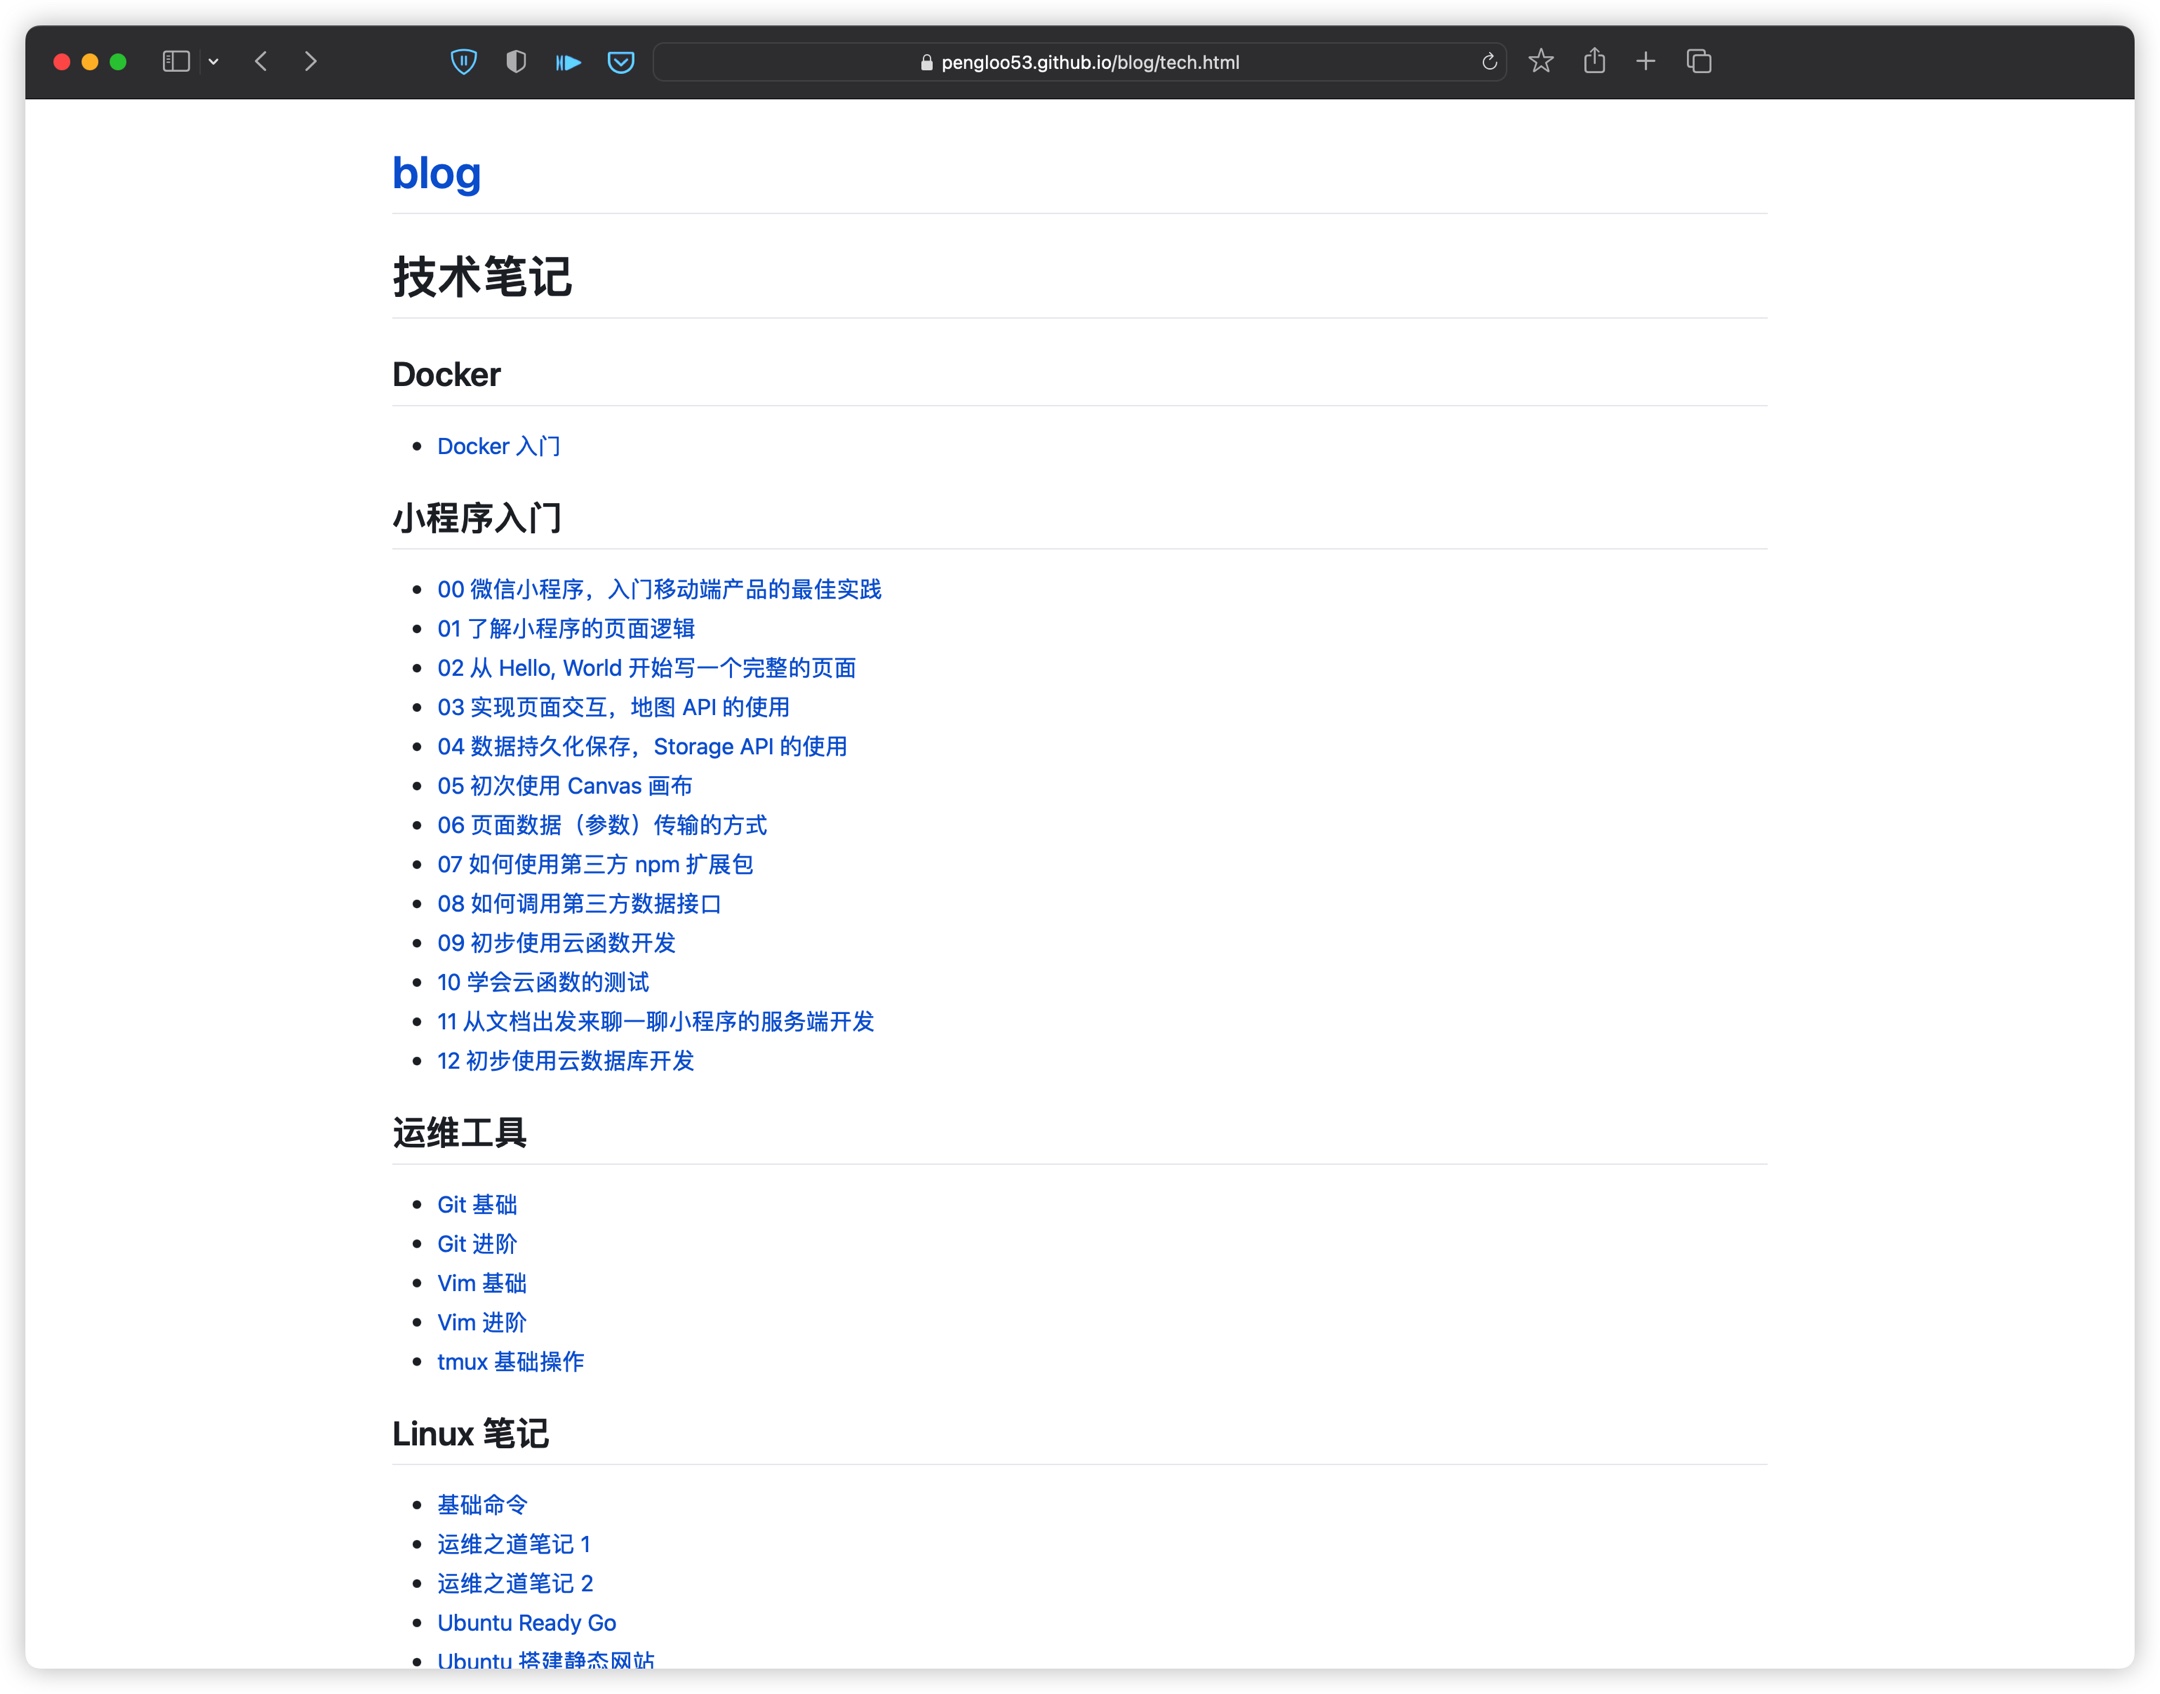 pengloo53.github.io/blog/tech.html
blog
技术笔记
Docker
Docker 入门
小程序入门
00 微信小程序，入门移动端产品的最佳实践
01 了解小程序的页面逻辑
02 从 Hello, World 开始写一个完整的页面
03 实现页面交互，地图 API 的使用
04 数据持久化保存，Storage API 的使用
05 初次使用 Canvas 画布
06 页面数据（参数）传输的方式
07 如何使用第三方 npm 扩展包
08 如何调用第三方数据接口
09 初步使用云函数开发
10 学会云函数的测试
11 从文档出发来聊一聊小程序的服务端开发
12 初步使用云数据库开发
运维工具
Git 基础
Git 进阶
Vim 基础
Vim 进阶
tmux 基础操作
Linux 笔记
基础命令
运维之道笔记 1
运维之道笔记 2
Ubuntu Ready Go
Ubuntu 搭建静态网站